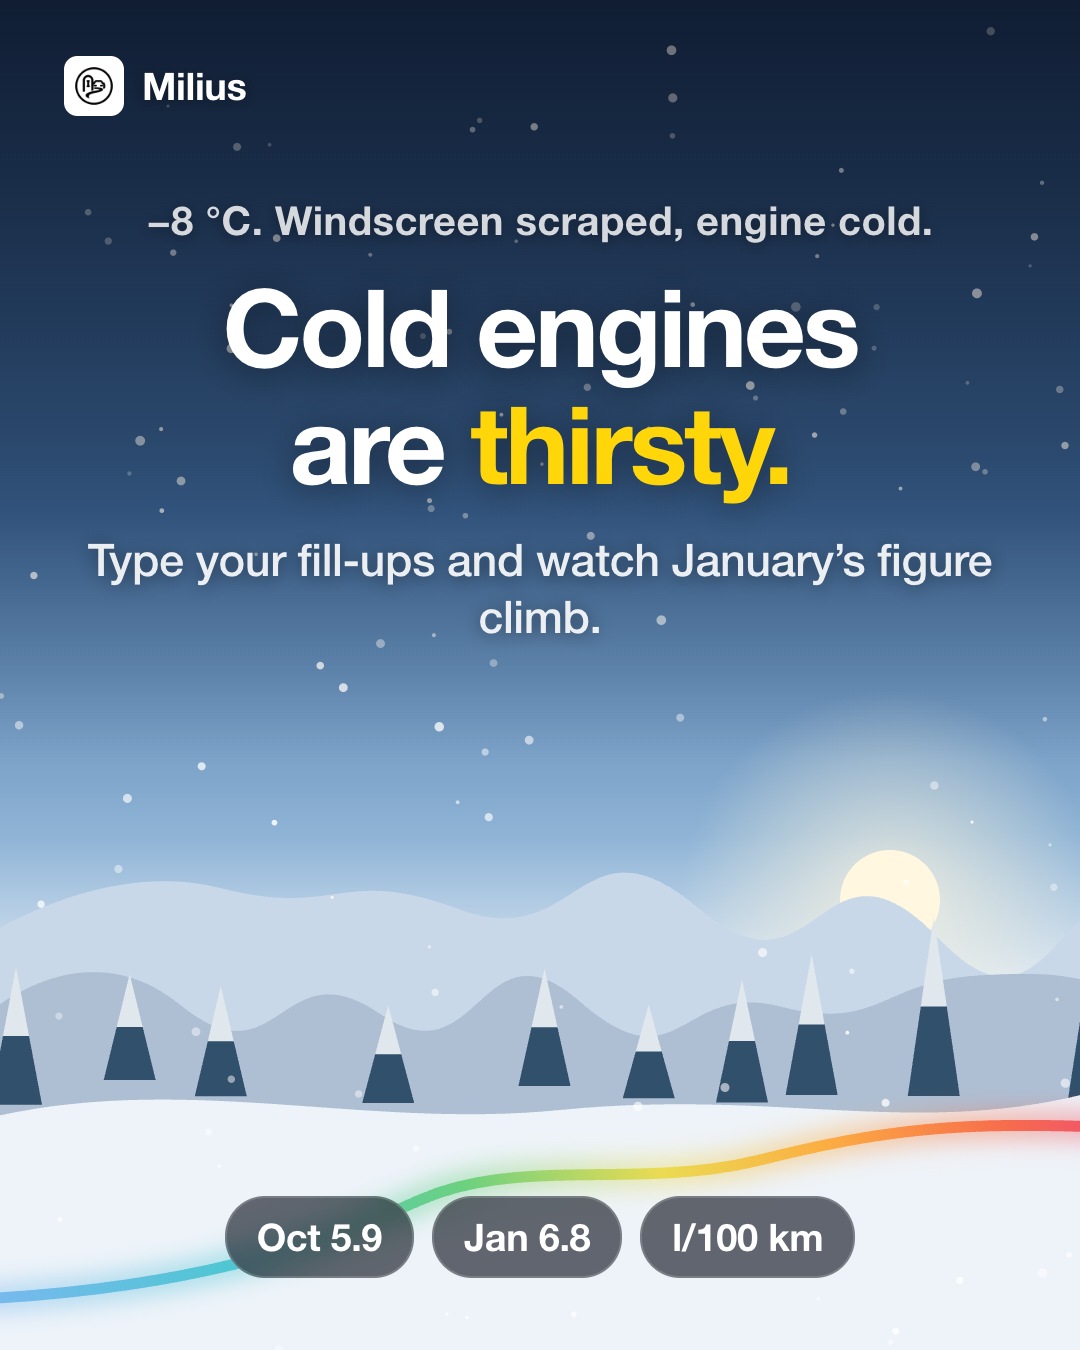 Milius
–8 °C. Windscreen scraped, engine cold.
Cold engines
are thirsty.
Type your fill-ups and watch January’s figure
climb.
Oct 5.9
Jan 6.8
l/100 km